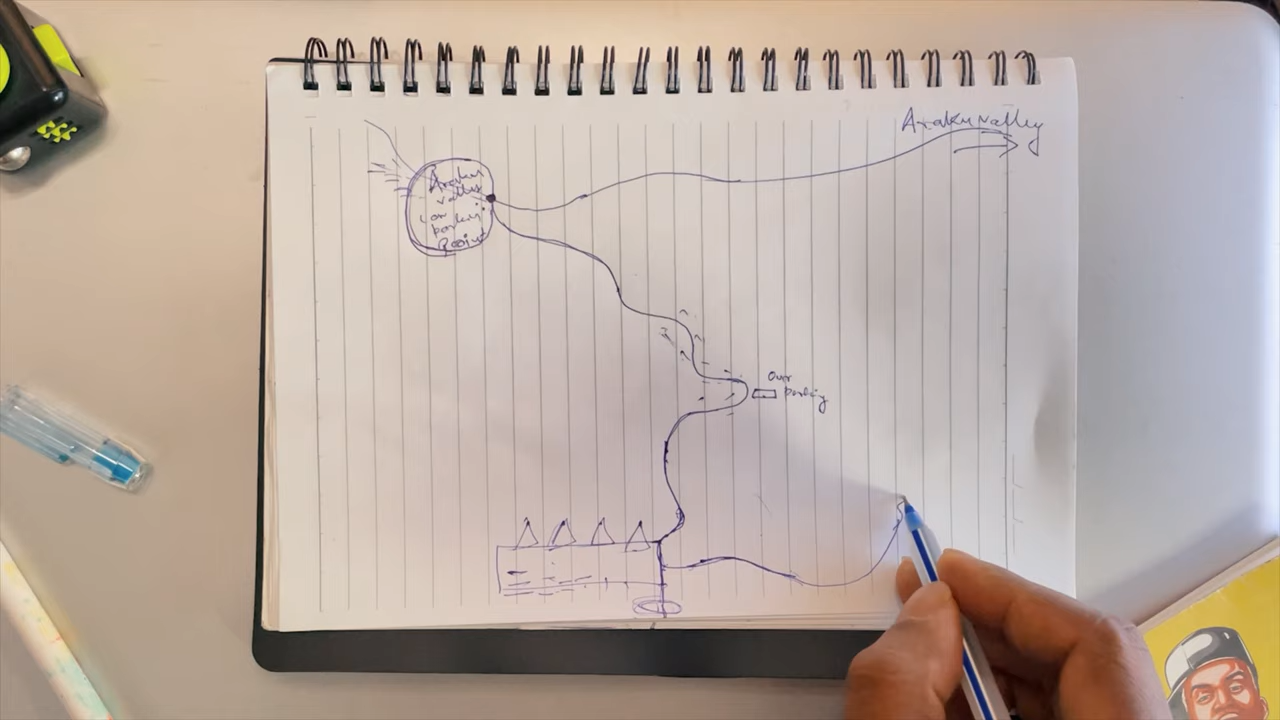 Araku valley
Araku
valley
car
parking
Point
Our
parking